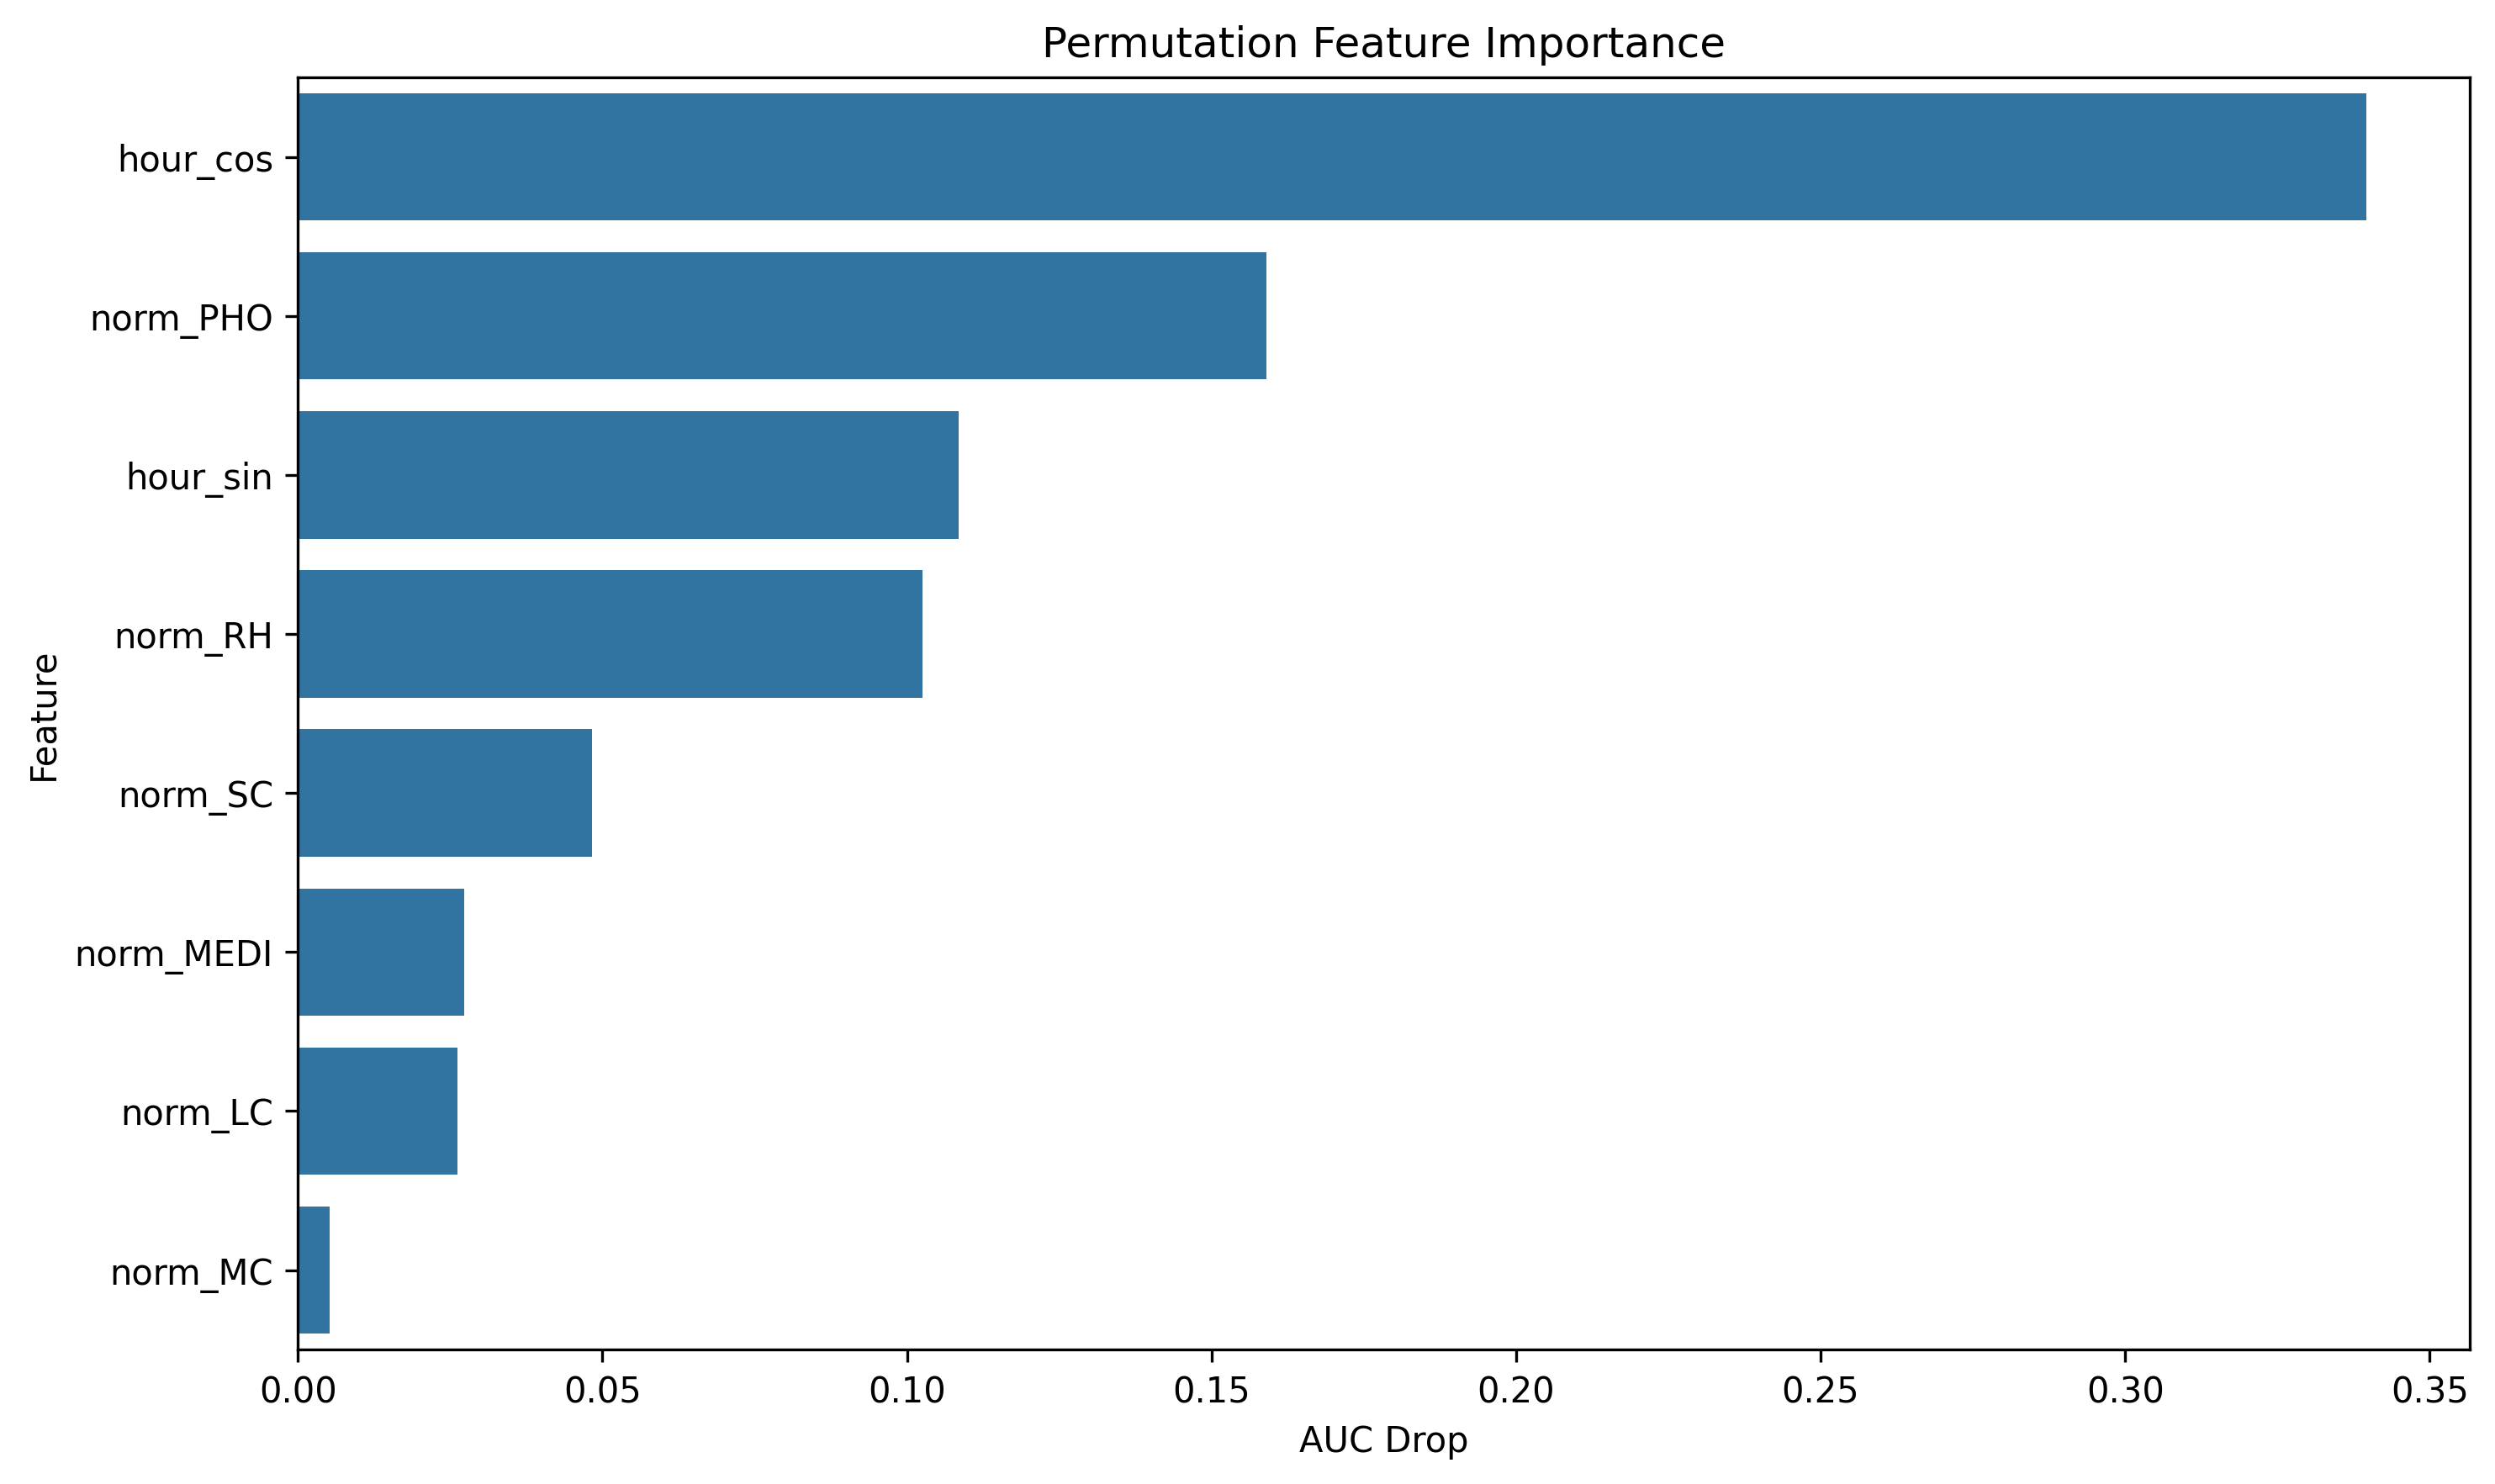 Permutation Feature Importance
hour_cos
norm_PHO
hour_sin
norm_RH
norm_SC
norm_MEDI
norm_LC
norm_MC
Feature
0.00 0.05 0.10 0.15 0.20 0.25 0.30 0.35
AUC Drop